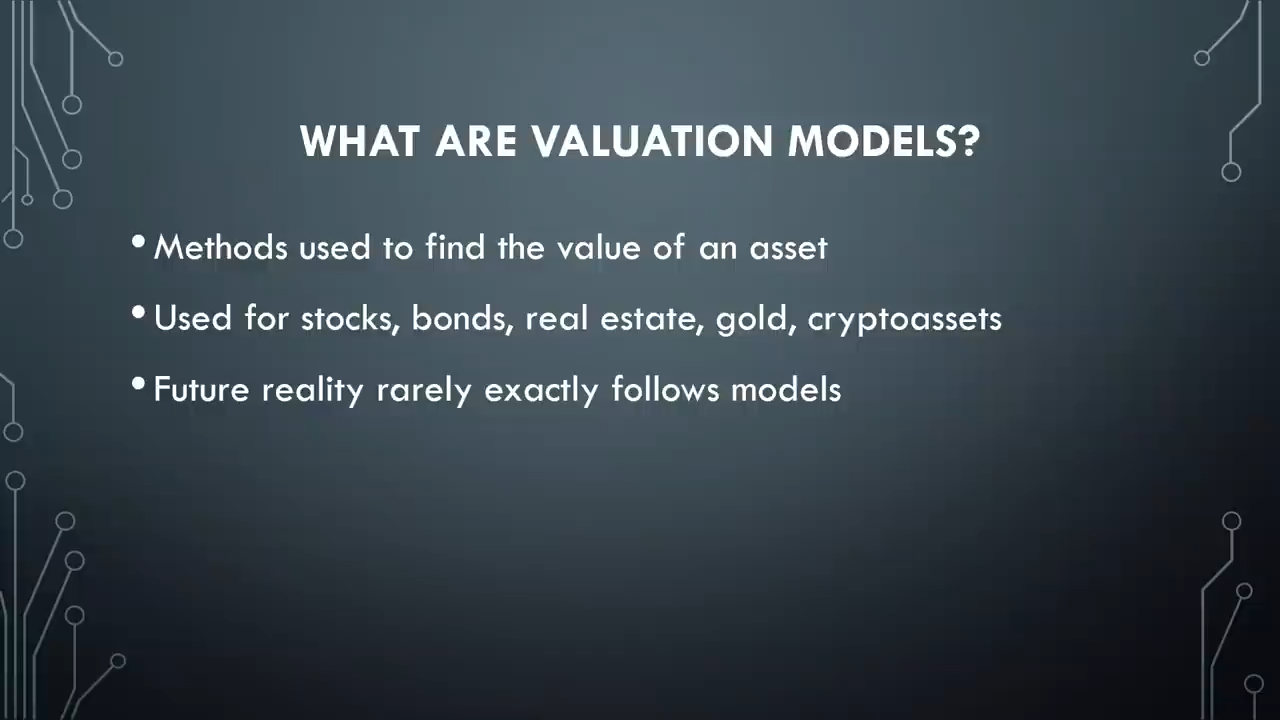 WHAT ARE VALUATION MODELS?
• Methods used to find the value of an asset
• Used for stocks, bonds, real estate, gold, cryptoassets
• Future reality rarely exactly follows models